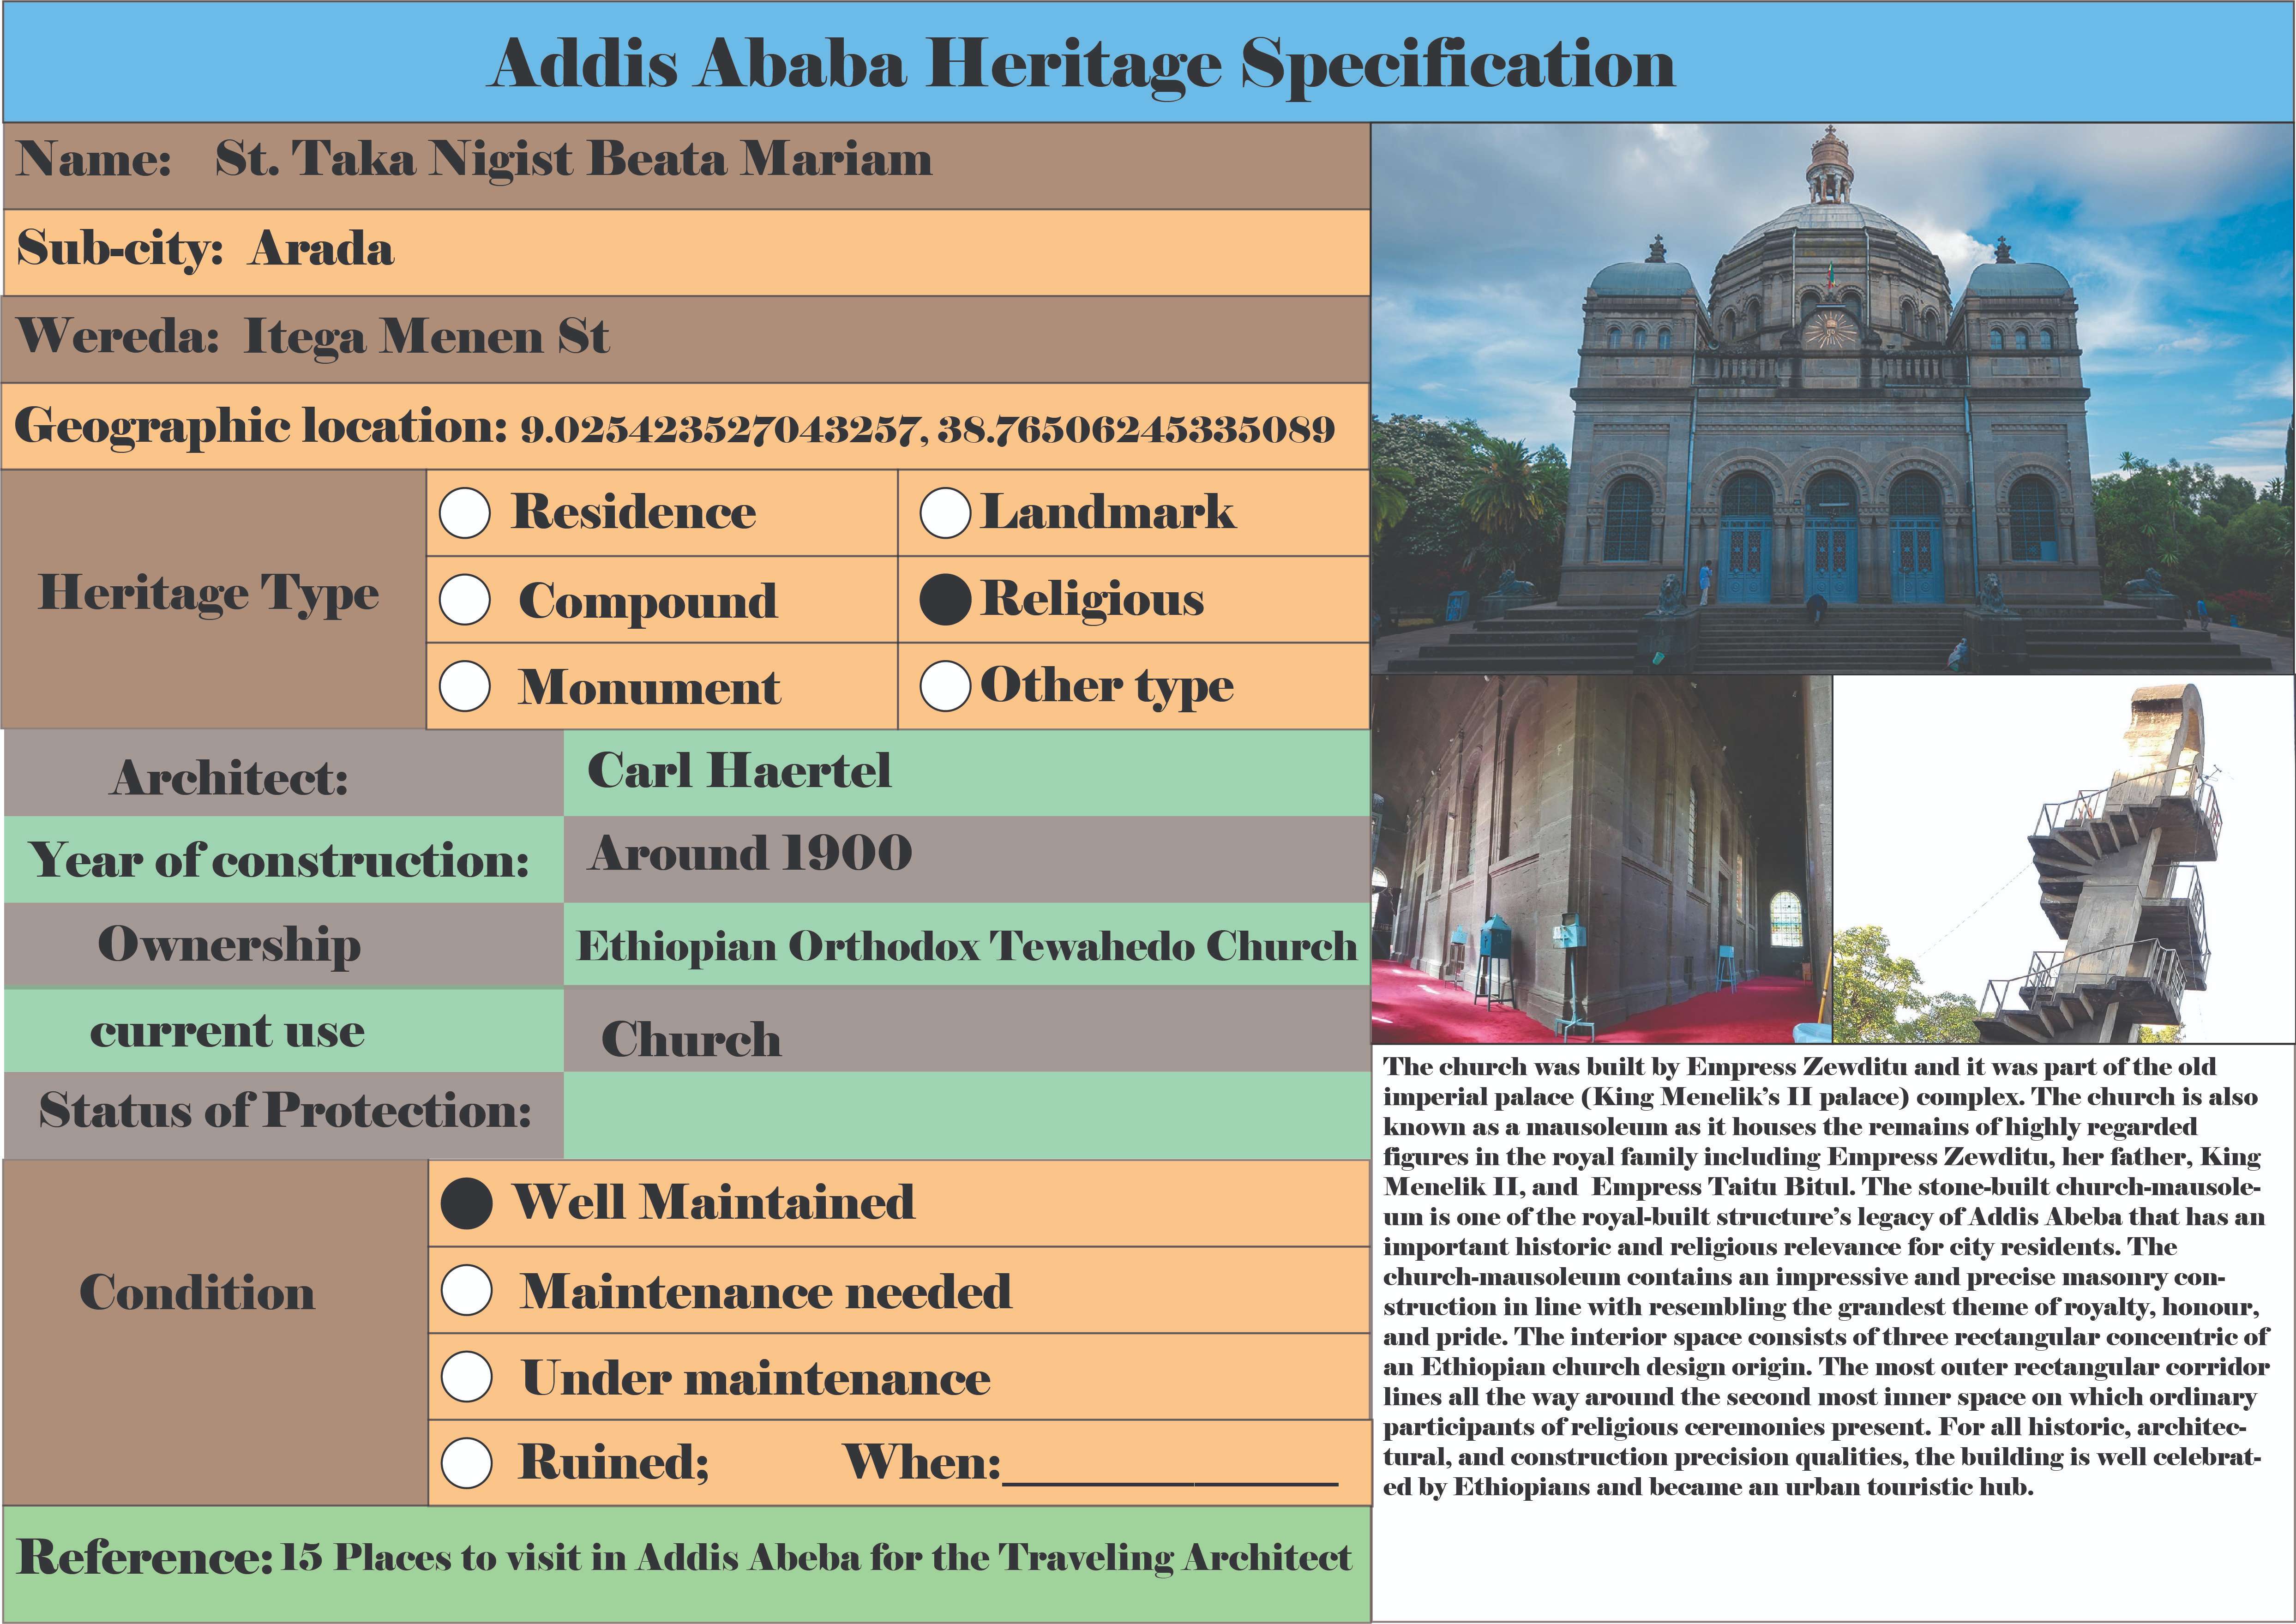 Addis Ababa Heritage Specification
Name: St. Taka Nigist Beata Mariam
Sub-city: Arada
Wereda: Itega Menen St
Geographic location: 9.025423527043257, 38.76506245335089
Heritage Type
Residence
Landmark
Compound
Religious
Monument
Other type
Architect: Carl Haertel
Year of construction: Around 1900
Ownership Ethiopian Orthodox Tewahedo Church
current use Church
Status of Protection:
Condition
Well Maintained
Maintenance needed
Under maintenance
Ruined; When:____________
Reference: 15 Places to visit in Addis Abeba for the Traveling Architect
The church was built by Empress Zewditu and it was part of the old
imperial palace (King Menelik’s II palace) complex. The church is also
known as a mausoleum as it houses the remains of highly regarded
figures in the royal family including Empress Zewditu, her father, King
Menelik II, and Empress Taitu Bitul. The stone-built church-mausole-
um is one of the royal-built structure’s legacy of Addis Abeba that has an
important historic and religious relevance for city residents. The
church-mausoleum contains an impressive and precise masonry con-
struction in line with resembling the grandest theme of royalty, honour,
and pride. The interior space consists of three rectangular concentric of
an Ethiopian church design origin. The most outer rectangular corridor
lines all the way around the second most inner space on which ordinary
participants of religious ceremonies present. For all historic, architec-
tural, and construction precision qualities, the building is well celebrat-
ed by Ethiopians and became an urban touristic hub.